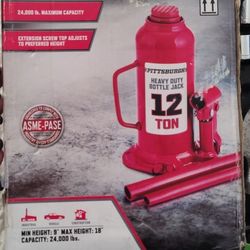 24,000 lb. MAXIMUM CAPACITY
EXTENSION SCREW TOP ADJUSTS
TO PREFERRED HEIGHT
PITTSBURGH
HEAVY DUTY
BOTTLE JACK
12
TON
ASME-PASE
MIN HEIGHT: 9" MAX HEIGHT: 18"
CAPACITY: 24,000 lbs.